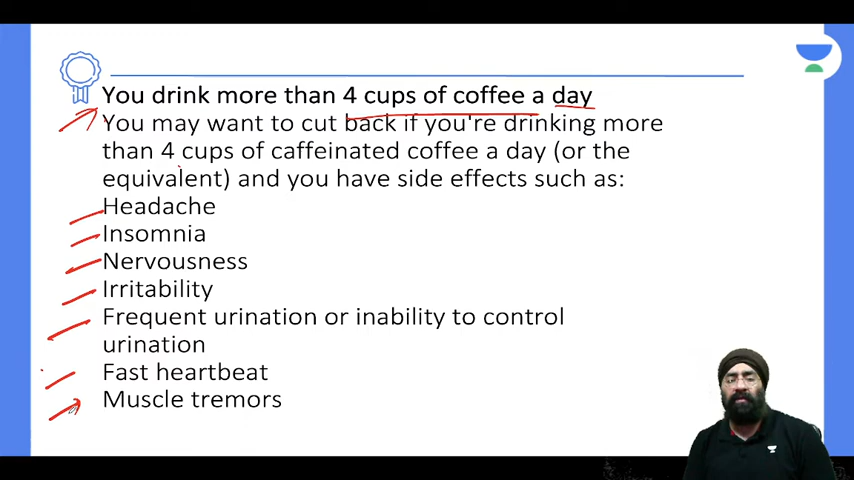 You drink more than 4 cups of coffee a day
You may want to cut back if you're drinking more
than 4 cups of caffeinated coffee a day (or the
equivalent) and you have side effects such as:
Headache
Insomnia
Nervousness
Irritability
Frequent urination or inability to control
urination
Fast heartbeat
Muscle tremors